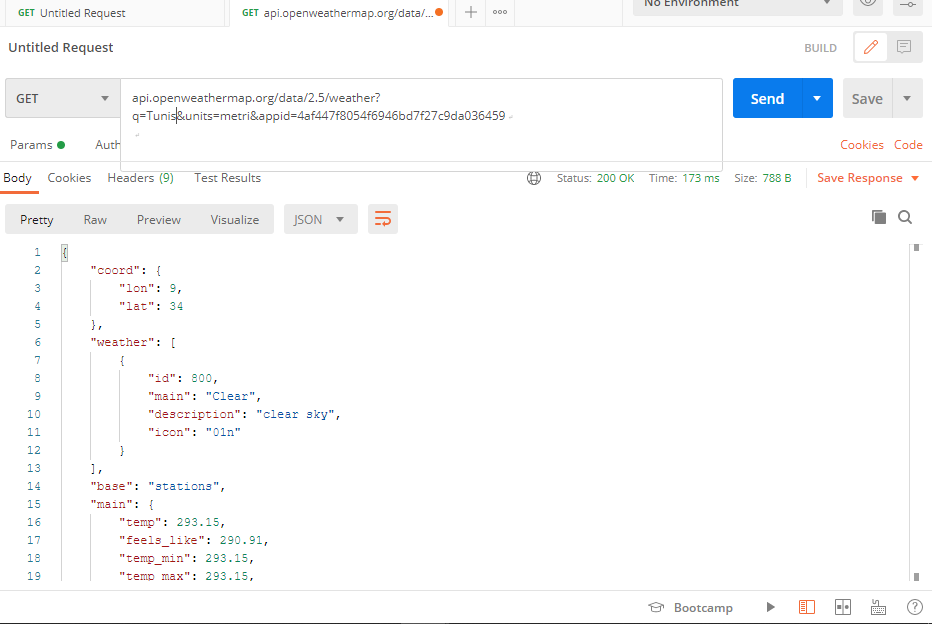 GET Untitled Request GET api.openweathermap.org/data/... + ooo No Environment
Untitled Request BUILD
GET api.openweathermap.org/data/2.5/weather?
q=Tunis&units=metri&appid=4af447f8054f6946bd7f27c9da036459
Send Save
Params Auth Cookies Code
Body Cookies Headers (9) Test Results Status: 200 OK Time: 173 ms Size: 788 B Save Response
Pretty Raw Preview Visualize JSON
1 {
2 "coord": {
3 "lon": 9,
4 "lat": 34
5 },
6 "weather": [
7 {
8 "id": 800,
9 "main": "Clear",
10 "description": "clear sky",
11 "icon": "01n"
12 }
13 ],
14 "base": "stations",
15 "main": {
16 "temp": 293.15,
17 "feels_like": 290.91,
18 "temp_min": 293.15,
19 "temp_max": 293.15,
Bootcamp ?